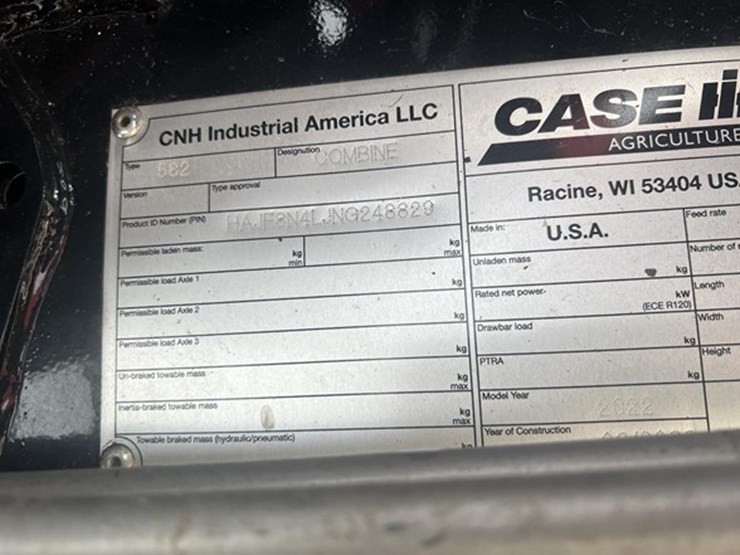 CNH Industrial America LLC
Type 582
Designation COMBINE
Version
Type approval
Product ID Number (PIN)
Permissible laden mass:
kg min
kg max
Permissible load Axle 1 kg
Permissible load Axle 2 kg
Permissible load Axle 3 kg
Un-braked towable mass kg max
Inertia-braked towable mass kg max
Towable braked mass (hydraulic/pneumatic)
CASE IH
AGRICULTURE
Racine, WI 53404
Made in: U.S.A.
Feed rate
Unladen mass kg
Number of
Rated net power kW
(ECE R120)
Length
Drawbar load kg
Width
PTRA kg
Height
Model Year 2022
Year of Construction